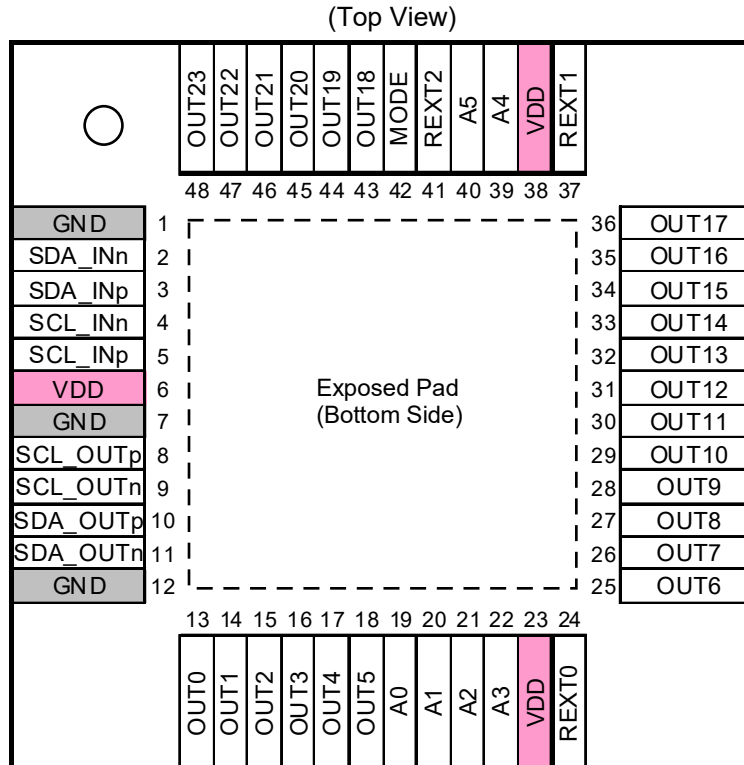 (Top View)
OUT23 OUT22 OUT21 OUT20 OUT19 OUT18 MODE REXT2 A5 A4 VDD REXT1
48 47 46 45 44 43 42 41 40 39 38 37
GND 1
SDA_INn 2
SDA_INp 3
SCL_INn 4
SCL_INp 5
VDD 6
GND 7
SCL_OUTp 8
SCL_OUTn 9
SDA_OUTp 10
SDA_OUTn 11
GND 12
Exposed Pad
(Bottom Side)
36 OUT17
35 OUT16
34 OUT15
33 OUT14
32 OUT13
31 OUT12
30 OUT11
29 OUT10
28 OUT9
27 OUT8
26 OUT7
25 OUT6
13 14 15 16 17 18 19 20 21 22 23 24
OUT0 OUT1 OUT2 OUT3 OUT4 OUT5 A0 A1 A2 A3 VDD REXT0